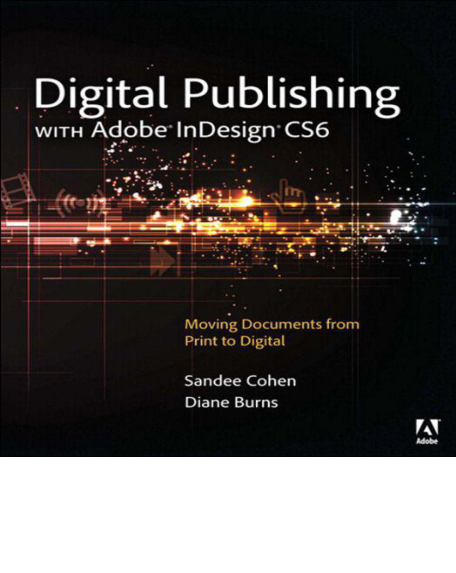 Digital Publishing
WITH Adobe® InDesign® CS6
Moving Documents from
Print to Digital
Sandee Cohen
Diane Burns
Adobe